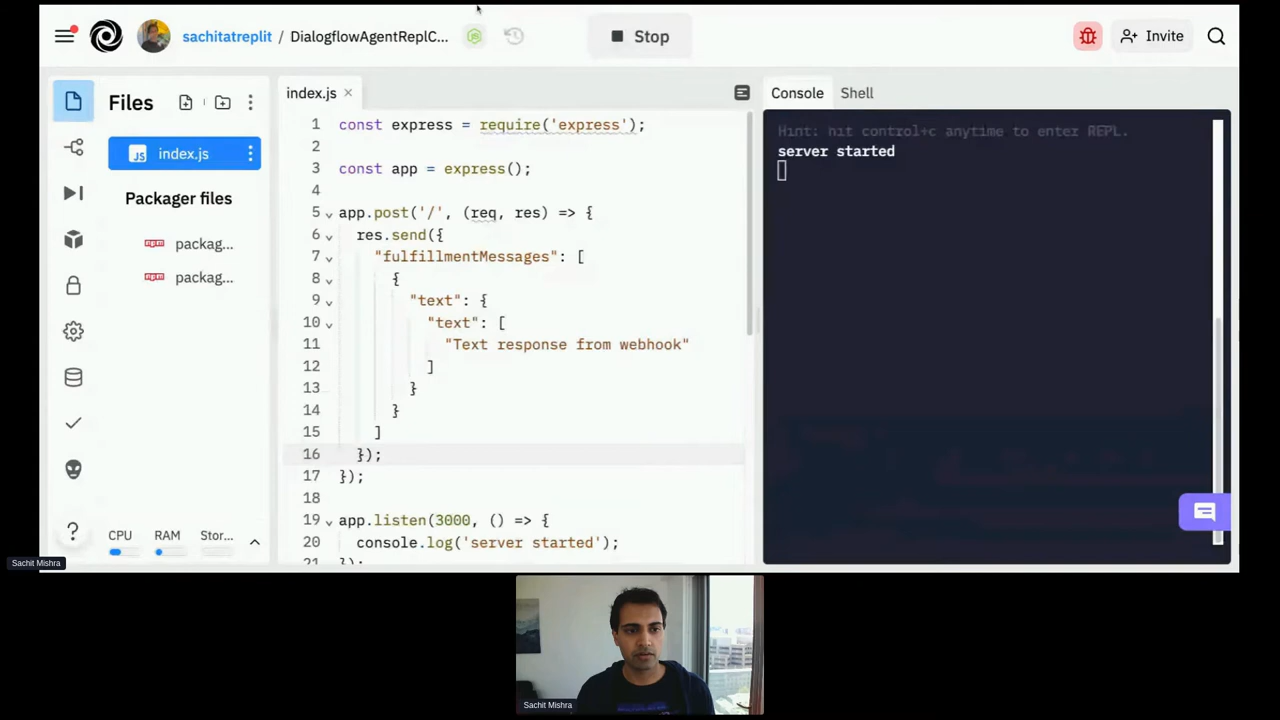 sachitatreplit / DialogflowAgentReplC...
Stop
Invite
Files
index.js
Packager files
packag...
packag...
CPU
RAM
Stor...
index.js
1 const express = require('express');
2
3 const app = express();
4
5 app.post('/', (req, res) => {
6 res.send({
7 "fulfillmentMessages": [
8 {
9 "text": {
10 "text": [
11 "Text response from webhook"
12 ]
13 }
14 }
15 ]
16 });
17 });
18
19 app.listen(3000, () => {
20 console.log('server started');
21 });
Console
Shell
Hint: hit control+c anytime to enter REPL.
server started
Sachit Mishra
Sachit Mishra